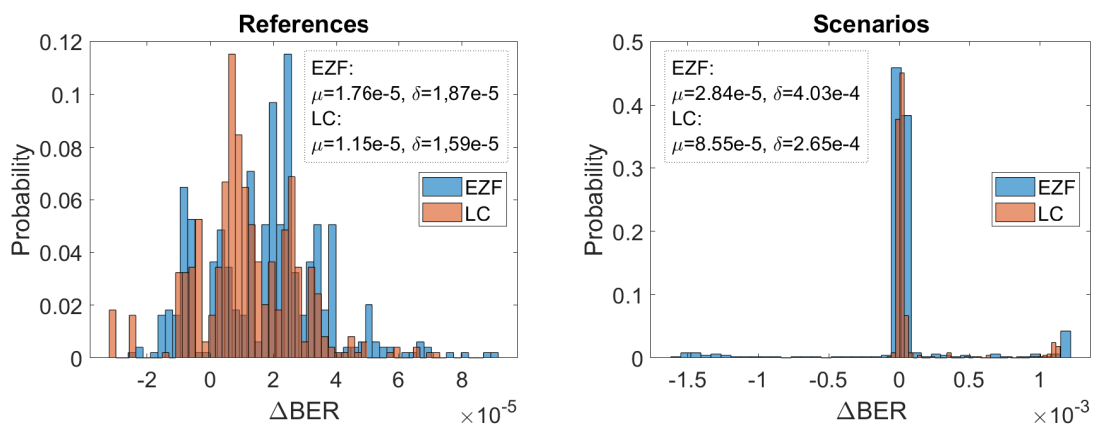 References
0.12
0.1
0.08
0.06
0.04
0.02
0
Probability
EZF:
μ=1.76e-5, δ=1,87e-5
LC:
μ=1.15e-5, δ=1,59e-5
EZF
LC
-2 0 2 4 6 8
ΔBER
×10-5
Scenarios
0.5
0.4
0.3
0.2
0.1
0
Probability
EZF:
μ=2.84e-5, δ=4.03e-4
LC:
μ=8.55e-5, δ=2.65e-4
EZF
LC
-1.5 -1 -0.5 0 0.5 1
ΔBER
×10-3